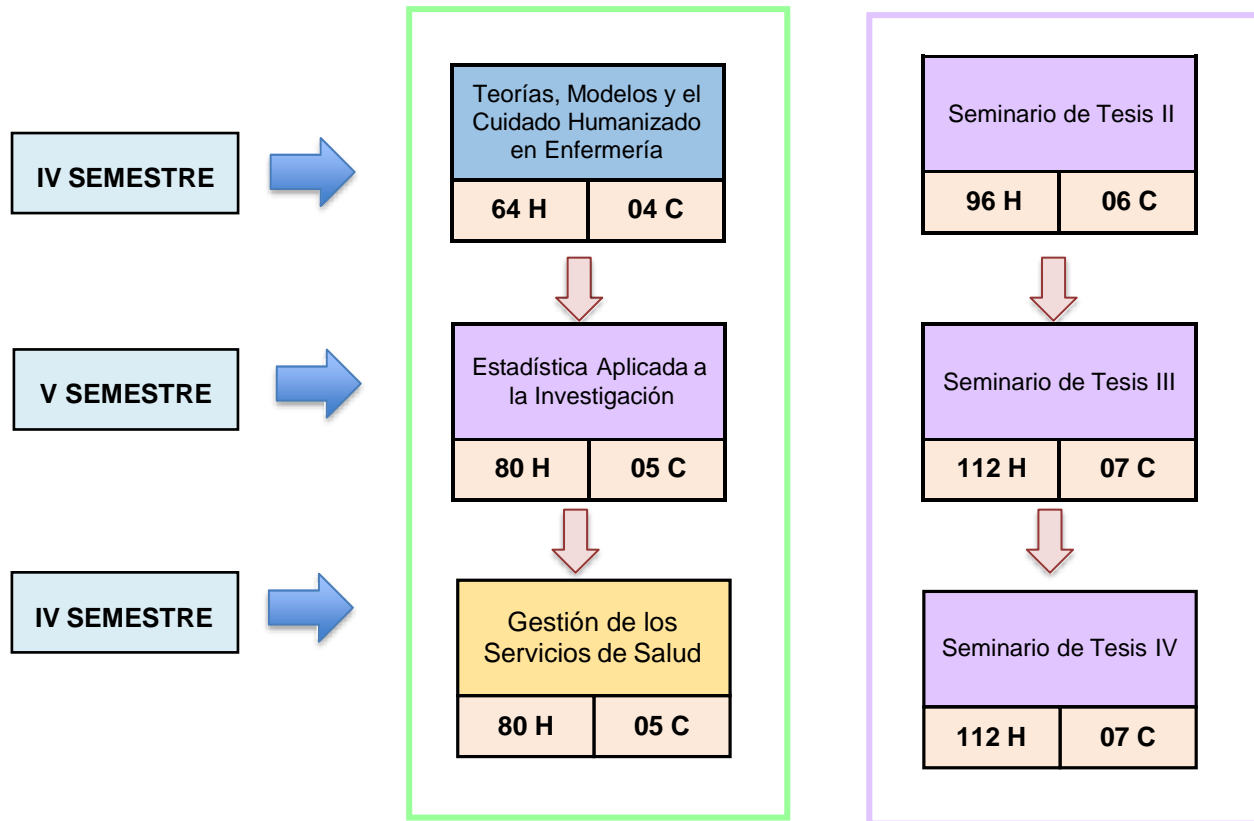 IV SEMESTRE
Teorías, Modelos y el
Cuidado Humanizado
en Enfermería
64 H 04 C
Seminario de Tesis II
96 H 06 C
V SEMESTRE
Estadística Aplicada a
la Investigación
80 H 05 C
Seminario de Tesis III
112 H 07 C
IV SEMESTRE
Gestión de los
Servicios de Salud
80 H 05 C
Seminario de Tesis IV
112 H 07 C